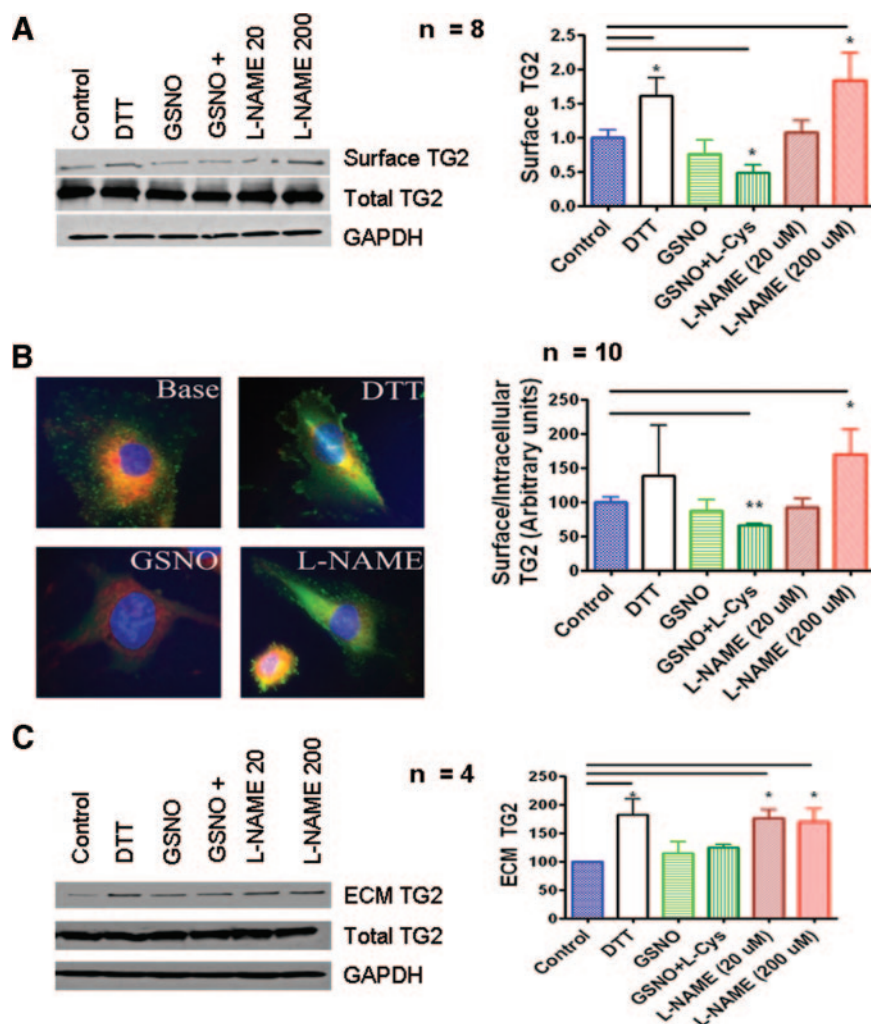 A
n = 8
Control
DTT
GSNO
GSNO +
L-NAME 20
L-NAME 200
Surface TG2
Total TG2
GAPDH
Surface TG2
2.5
2.0
1.5
1.0
0.5
0.0
*
*
*
Control
DTT
GSNO
GSNO+L-Cys
L-NAME (20 uM)
L-NAME (200 uM)
B
n = 10
Base
DTT
GSNO
L-NAME
Surface/Intracellular
TG2 (Arbitrary units)
250
200
150
100
50
0
**
*
Control
DTT
GSNO
GSNO+L-Cys
L-NAME (20 uM)
L-NAME (200 uM)
C
n = 4
Control
DTT
GSNO
GSNO +
L-NAME 20
L-NAME 200
ECM TG2
Total TG2
GAPDH
ECM TG2
250
200
150
100
50
0
*
*
*
Control
DTT
GSNO
GSNO+L-Cys
L-NAME (20 uM)
L-NAME (200 uM)